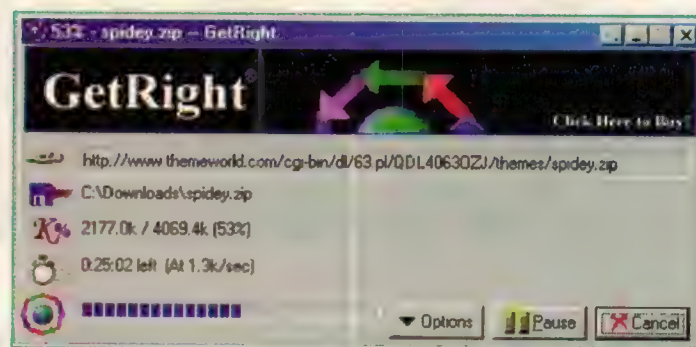 53% - spidey.zip -- GetRight
GetRight®
Click Here to Buy!
http://www.themeworld.com/cgi-bin/dl/63.pl/QDL40630ZJ/themes/spidey.zip
C:\Downloads\spidey.zip
K% 2177.0k / 4069.4k (53%)
0:25:02 left (At 1.3k/sec)
Options Pause Cancel